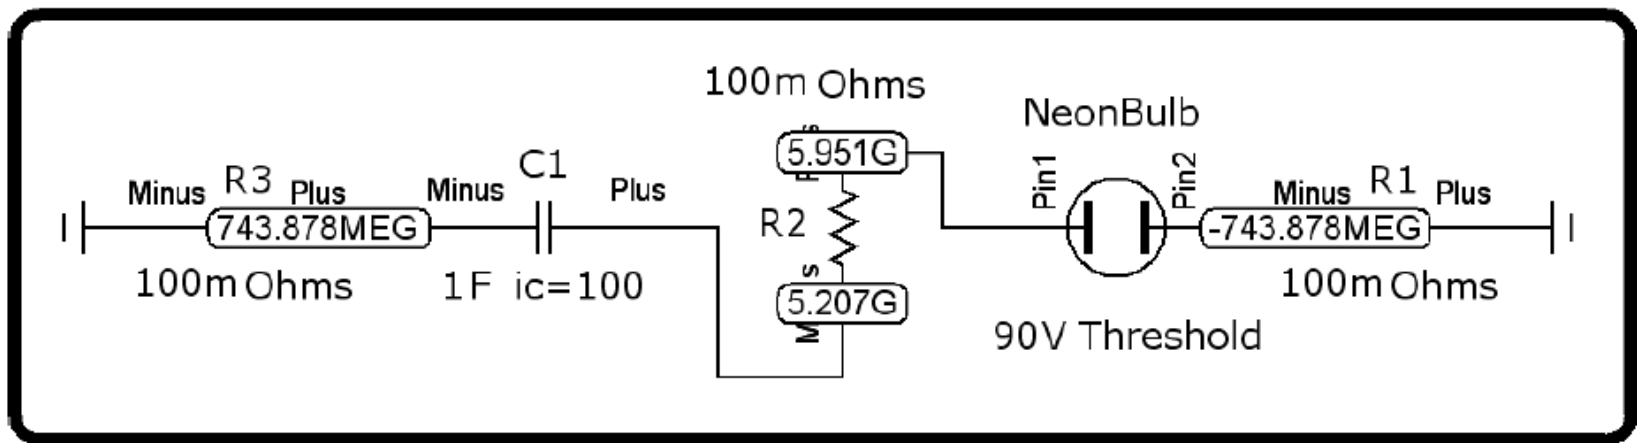 100m Ohms
NeonBulb
5.951G
Minus R3 Plus
Minus C1 Plus
R2
Pin1
Pin2
Minus R1 Plus
743.878MEG
-743.878MEG
100m Ohms
1F ic=100
5.207G
100m Ohms
90V Threshold